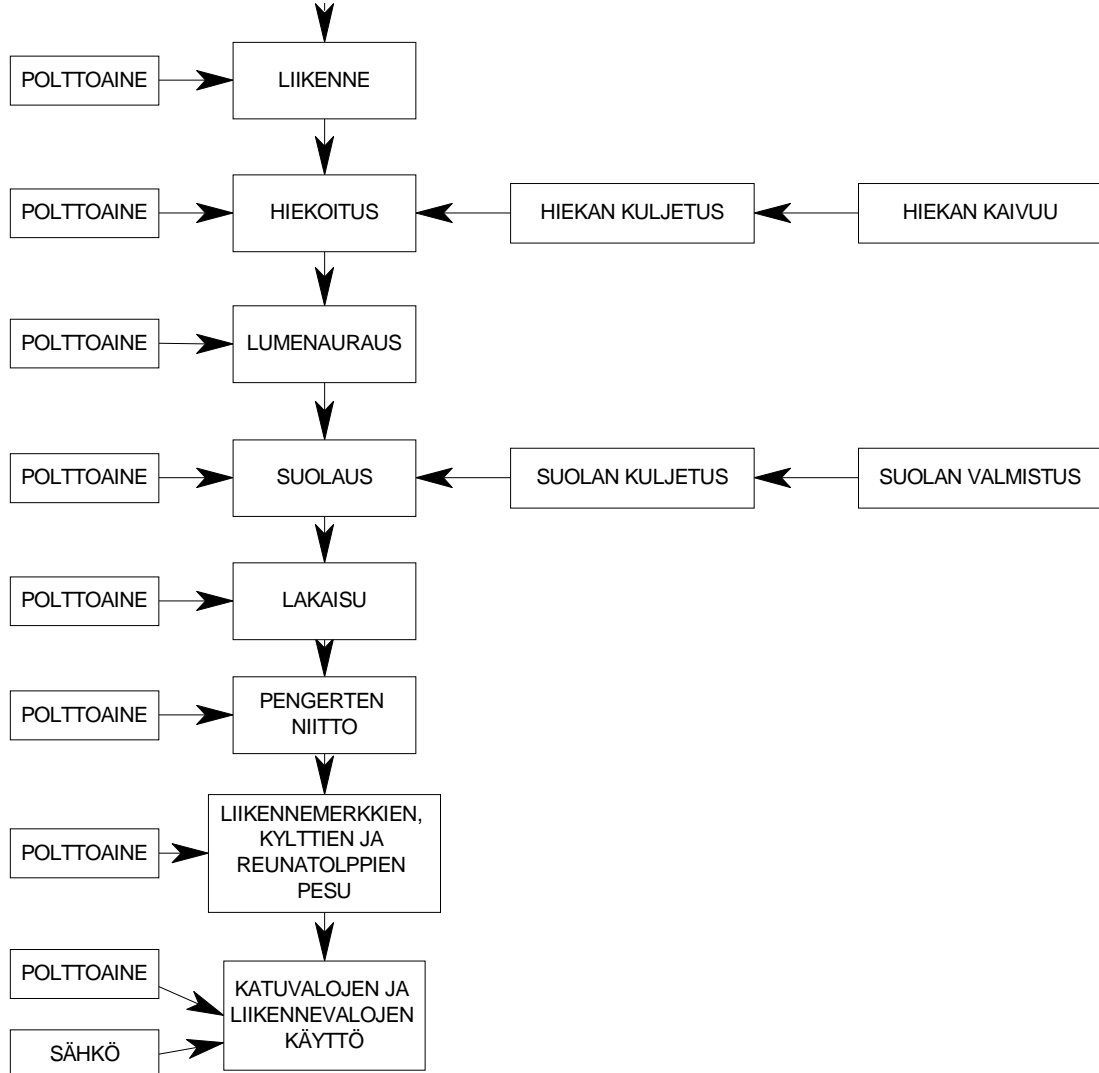 POLTTOAINE
LIIKENNE
POLTTOAINE
HIEKOITUS
HIEKAN KULJETUS
HIEKAN KAIVUU
POLTTOAINE
LUMENAURAUS
POLTTOAINE
SUOLAUS
SUOLAN KULJETUS
SUOLAN VALMISTUS
POLTTOAINE
LAKAISU
POLTTOAINE
PENGERTEN
NIITTO
POLTTOAINE
LIIKENNEMERKKIEN,
KYLTTIEN JA
REUNATOLPPIEN
PESU
POLTTOAINE
SÄHKÖ
KATUVALOJEN JA
LIIKENNEVALOJEN
KÄYTTÖ